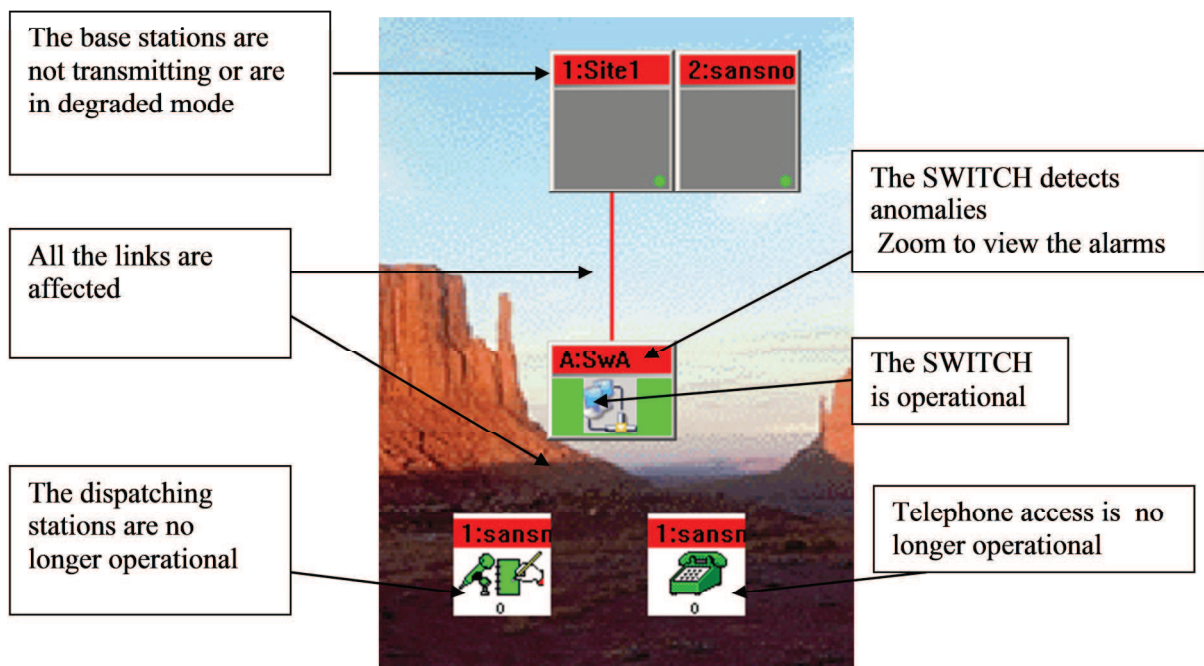 The base stations are
not transmitting or are
in degraded mode
1:Site1
2:sansno
The SWITCH detects
anomalies
Zoom to view the alarms
All the links are
affected
A:SwA
The SWITCH
is operational
The dispatching
stations are no
longer operational
1:sansn
0
1:sansn
0
Telephone access is no
longer operational